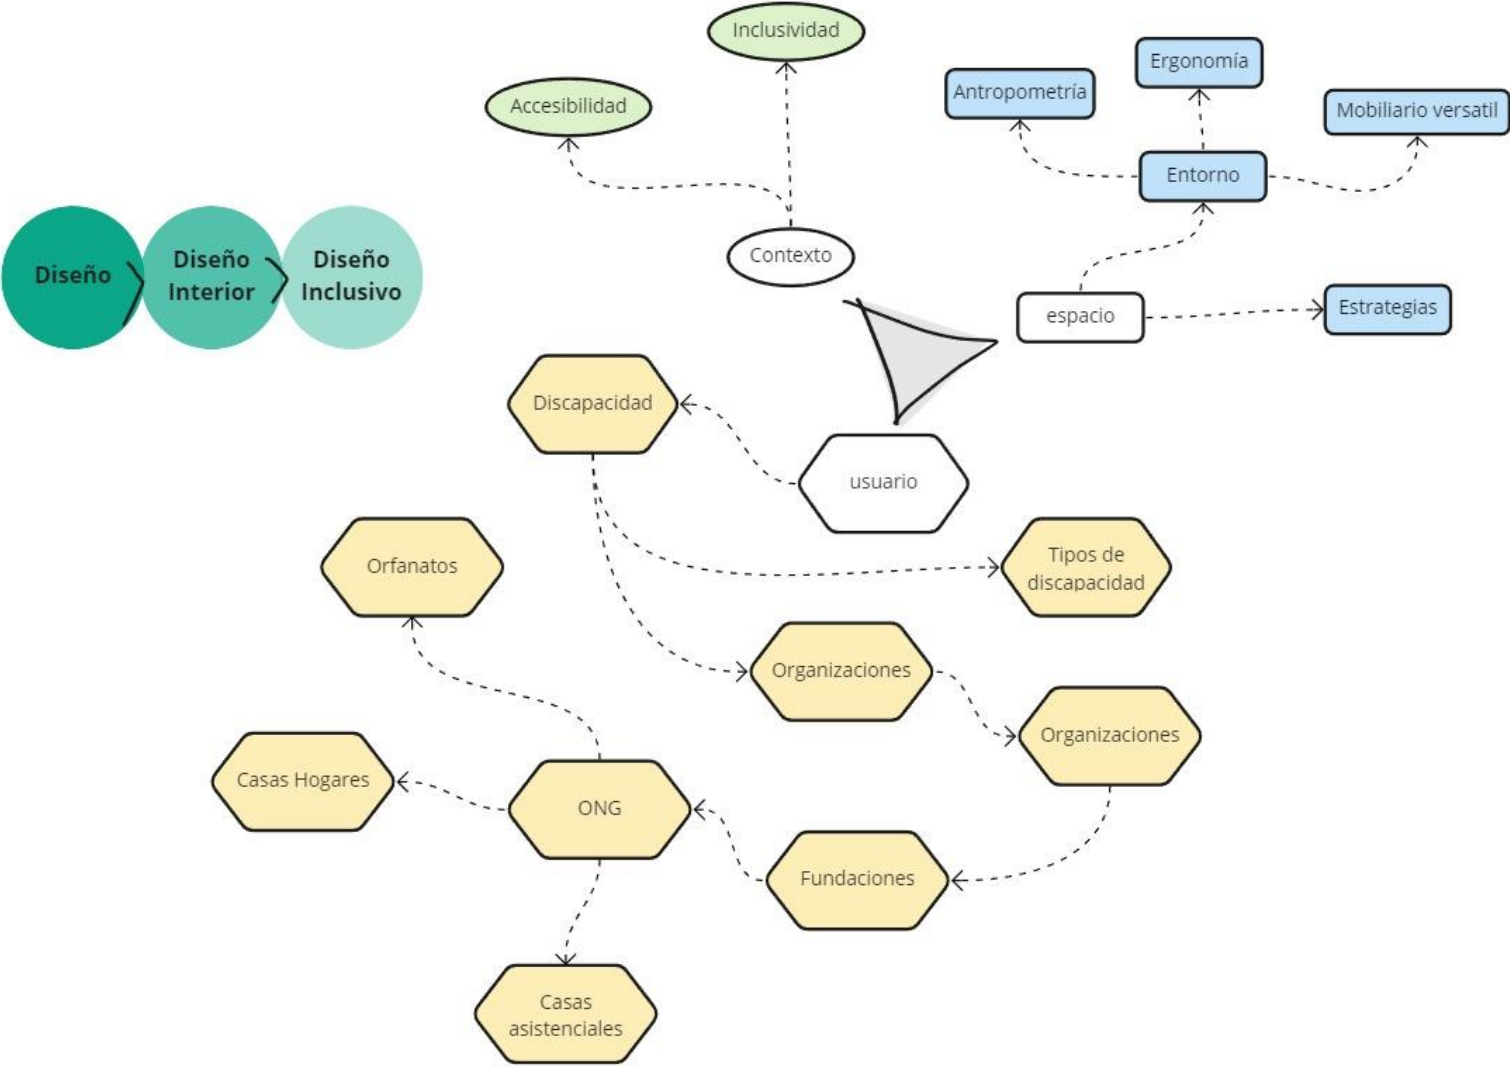 Inclusividad
Accesibilidad
Ergonomía
Antropometría
Mobiliario versatil
Entorno
Contexto
Diseño
Diseño
Interior
Diseño
Inclusivo
espacio
Estrategias
Discapacidad
usuario
Orfanatos
Tipos de
discapacidad
Organizaciones
Organizaciones
Casas Hogares
ONG
Fundaciones
Casas
asistenciales